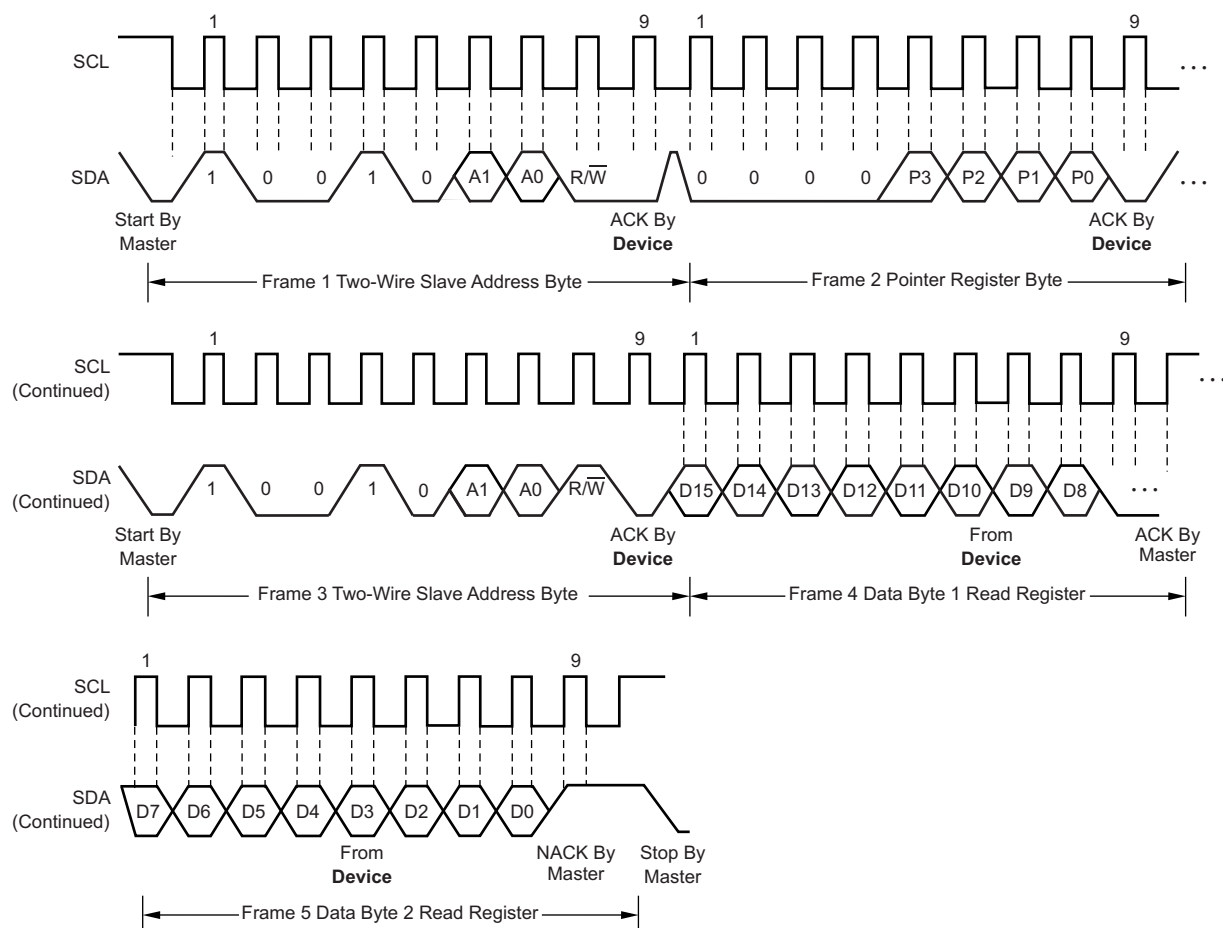 1 9 1 9
SCL
...
SDA
1 0 0 1 0 A1 A0 R/W̅ 0 0 0 0 P3 P2 P1 P0
...
Start By
Master
ACK By
Device
ACK By
Device
Frame 1 Two-Wire Slave Address Byte
Frame 2 Pointer Register Byte
1 9 1 9
SCL
(Continued)
...
SDA
(Continued)
1 0 0 1 0 A1 A0 R/W̅ D15 D14 D13 D12 D11 D10 D9 D8
...
Start By
Master
ACK By
Device
From
Device
ACK By
Master
Frame 3 Two-Wire Slave Address Byte
Frame 4 Data Byte 1 Read Register
1 9
SCL
(Continued)
SDA
(Continued)
D7 D6 D5 D4 D3 D2 D1 D0
From
Device
NACK By
Master
Stop By
Master
Frame 5 Data Byte 2 Read Register